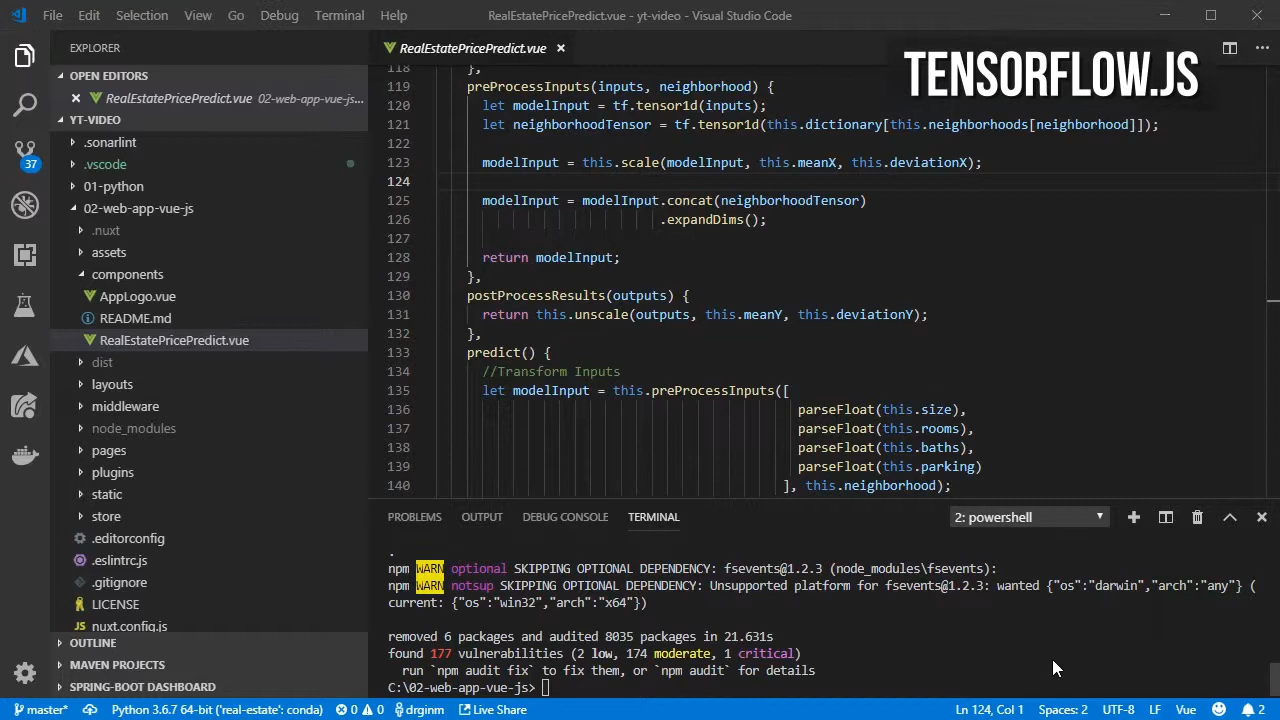 File Edit Selection View Go Debug Terminal Help RealEstatePricePredict.vue - yt-video - Visual Studio Code
EXPLORER
OPEN EDITORS
RealEstatePricePredict.vue 02-web-app-vue-js...
YT-VIDEO
.sonarlint
.vscode
01-python
02-web-app-vue-js
.nuxt
assets
components
AppLogo.vue
README.md
RealEstatePricePredict.vue
dist
layouts
middleware
node_modules
pages
plugins
static
store
.editorconfig
.eslintrc.js
.gitignore
LICENSE
nuxt.config.js
OUTLINE
MAVEN PROJECTS
SPRING-BOOT DASHBOARD
37
RealEstatePricePredict.vue
TENSORFLOW.JS
118 },
119 preProcessInputs(inputs, neighborhood) {
120 let modelInput = tf.tensor1d(inputs);
121 let neighborhoodTensor = tf.tensor1d(this.dictionary[this.neighborhoods[neighborhood]]);
122
123 modelInput = this.scale(modelInput, this.meanX, this.deviationX);
124
125 modelInput = modelInput.concat(neighborhoodTensor)
126 .expandDims();
127
128 return modelInput;
129 },
130 postProcessResults(outputs) {
131 return this.unscale(outputs, this.meanY, this.deviationY);
132 },
133 predict() {
134 //Transform Inputs
135 let modelInput = this.preProcessInputs([
136 parseFloat(this.size),
137 parseFloat(this.rooms),
138 parseFloat(this.baths),
139 parseFloat(this.parking)
140 ], this.neighborhood);
PROBLEMS OUTPUT DEBUG CONSOLE TERMINAL 2: powershell
.
npm WARN optional SKIPPING OPTIONAL DEPENDENCY: fsevents@1.2.3 (node_modules\fsevents):
npm WARN notsup SKIPPING OPTIONAL DEPENDENCY: Unsupported platform for fsevents@1.2.3: wanted {"os":"darwin","arch":"any"} (
current: {"os":"win32","arch":"x64"})
removed 6 packages and audited 8035 packages in 21.631s
found 177 vulnerabilities (2 low, 174 moderate, 1 critical)
run `npm audit fix` to fix them, or `npm audit` for details
C:\02-web-app-vue-js>
master* Python 3.6.7 64-bit ('real-estate': conda) 0 0 drginm Live Share Ln 124, Col 1 Spaces: 2 UTF-8 LF Vue 2